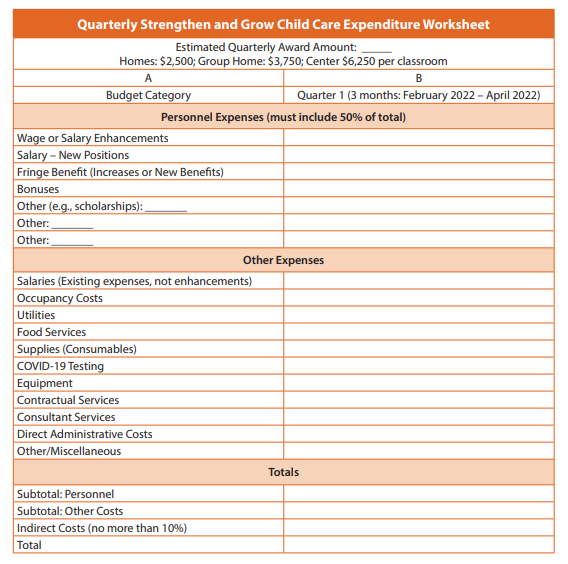 Quarterly Strengthen and Grow Child Care Expenditure Worksheet
Estimated Quarterly Award Amount: _____
Homes: $2,500; Group Home: $3,750; Center $6,250 per classroom
A B
Budget Category Quarter 1 (3 months: February 2022 – April 2022)
Personnel Expenses (must include 50% of total)
Wage or Salary Enhancements
Salary – New Positions
Fringe Benefit (Increases or New Benefits)
Bonuses
Other (e.g., scholarships): _______
Other: _______
Other: _______
Other Expenses
Salaries (Existing expenses, not enhancements)
Occupancy Costs
Utilities
Food Services
Supplies (Consumables)
COVID-19 Testing
Equipment
Contractual Services
Consultant Services
Direct Administrative Costs
Other/Miscellaneous
Totals
Subtotal: Personnel
Subtotal: Other Costs
Indirect Costs (no more than 10%)
Total